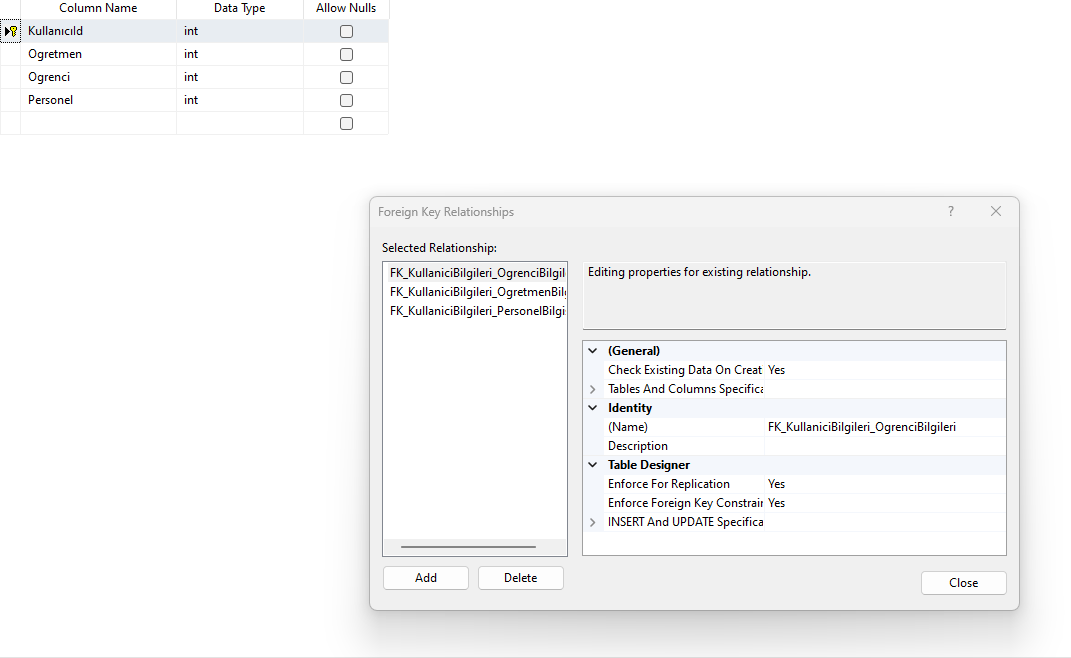 Column Name Data Type Allow Nulls
KullanıcıId int
Ogretmen int
Ogrenci int
Personel int
Foreign Key Relationships ?
Selected Relationship:
FK_KullaniciBilgileri_OgrenciBilgil
FK_KullaniciBilgileri_OgretmenBilg
FK_KullaniciBilgileri_PersonelBilgi
Editing properties for existing relationship.
(General)
Check Existing Data On Creat Yes
Tables And Columns Specifica
Identity
(Name) FK_KullaniciBilgileri_OgrenciBilgileri
Description
Table Designer
Enforce For Replication Yes
Enforce Foreign Key Constrain Yes
INSERT And UPDATE Specifica
Add Delete
Close